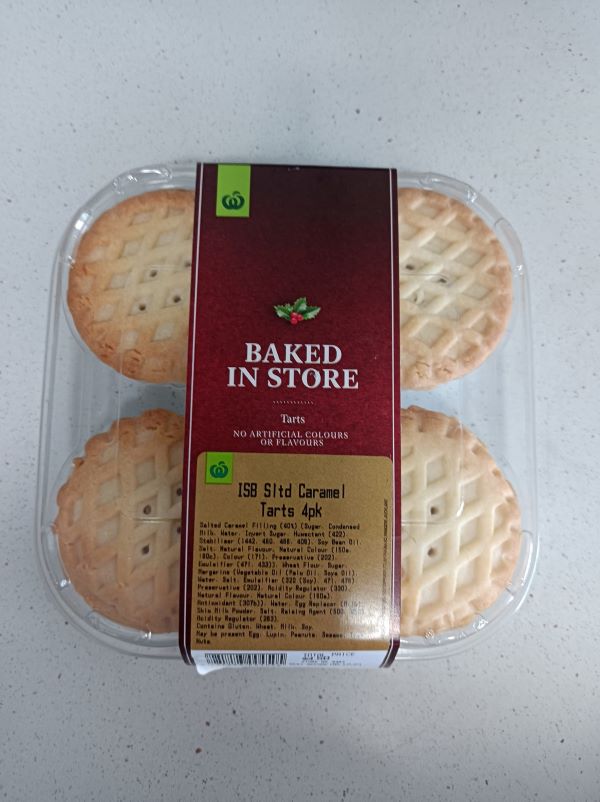 BAKED
IN STORE
Tarts
NO ARTIFICIAL COLOURS
OR FLAVOURS
ISB Sltd Caramel
Tarts 4pk
Salted Caramel Filling (40%) (Sugar, Condensed
Milk, Water, Invert Sugar, Humectant (422)
Stabiliser (1442, 460, 466, 406), Soy Bean Oil,
Salt, Natural Flavour, Natural Colour (150a,
Colour (171), Preservative (202),
Emulsifier (471, 433)), Wheat Flour, Sugar,
Margarine (Vegetable Oil (Palm Oil, Soya Oil),
Water, Salt, Emulsifier (322 (Soy), 471,
Preservative (202), Acidity Regulator (330),
Natural Flavour, Natural Colour (160a),
Antioxidant (307b)), Water, Egg Replacer
Skim Milk Powder, Salt, Raising Agent (500,
Acidity Regulator (263).
Contains Gluten, Wheat, Milk, Soy.
May be present Egg, Lupin, Peanuts, Sesame,
Nuts
TOTAL PRICE